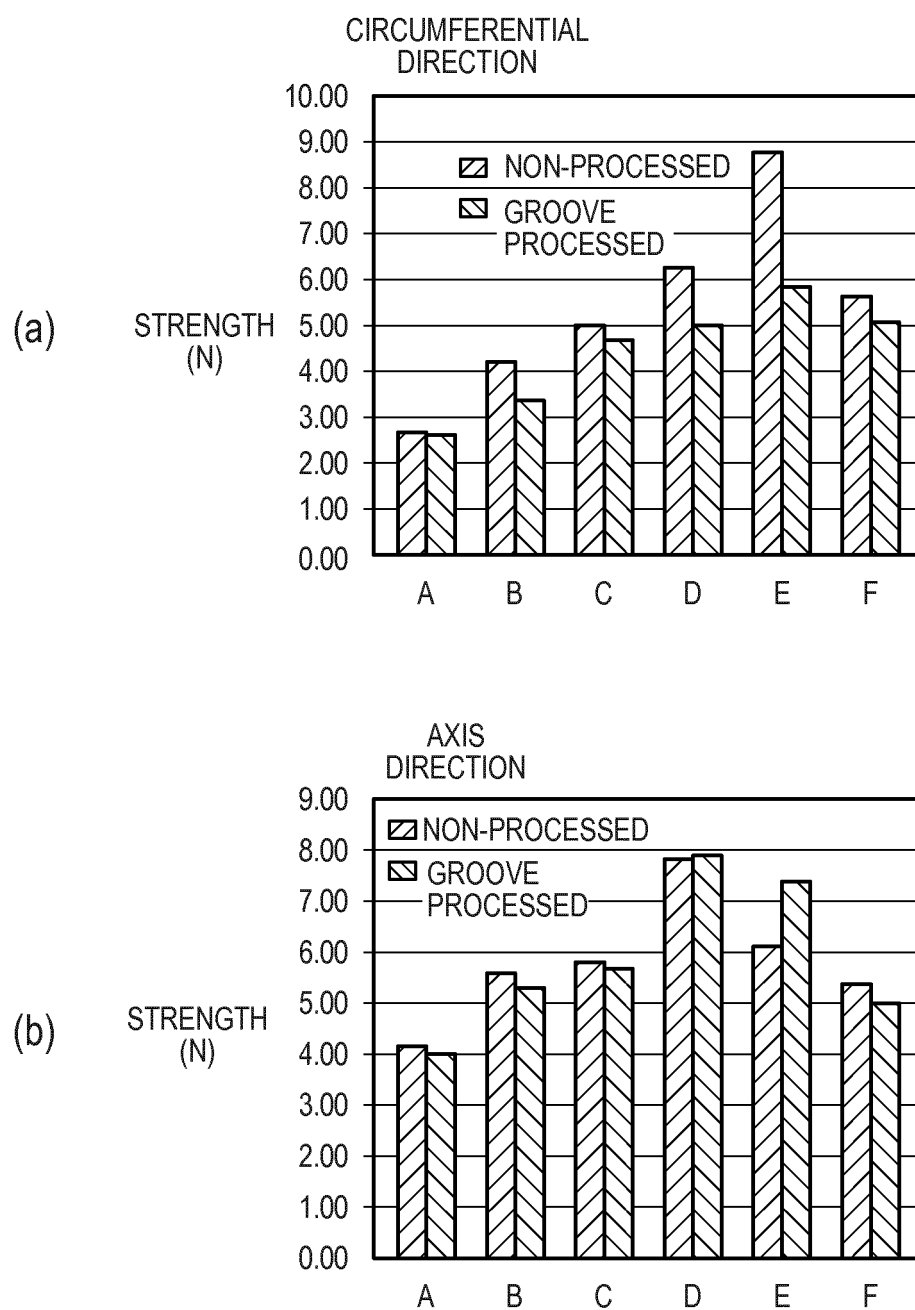 CIRCUMFERENTIAL
DIRECTION
10.00
9.00
8.00
7.00
6.00
5.00
4.00
3.00
2.00
1.00
0.00
NON-PROCESSED
GROOVE
PROCESSED
(a)
STRENGTH
(N)
A B C D E F
AXIS
DIRECTION
9.00
8.00
7.00
6.00
5.00
4.00
3.00
2.00
1.00
0.00
NON-PROCESSED
GROOVE
PROCESSED
(b)
STRENGTH
(N)
A B C D E F